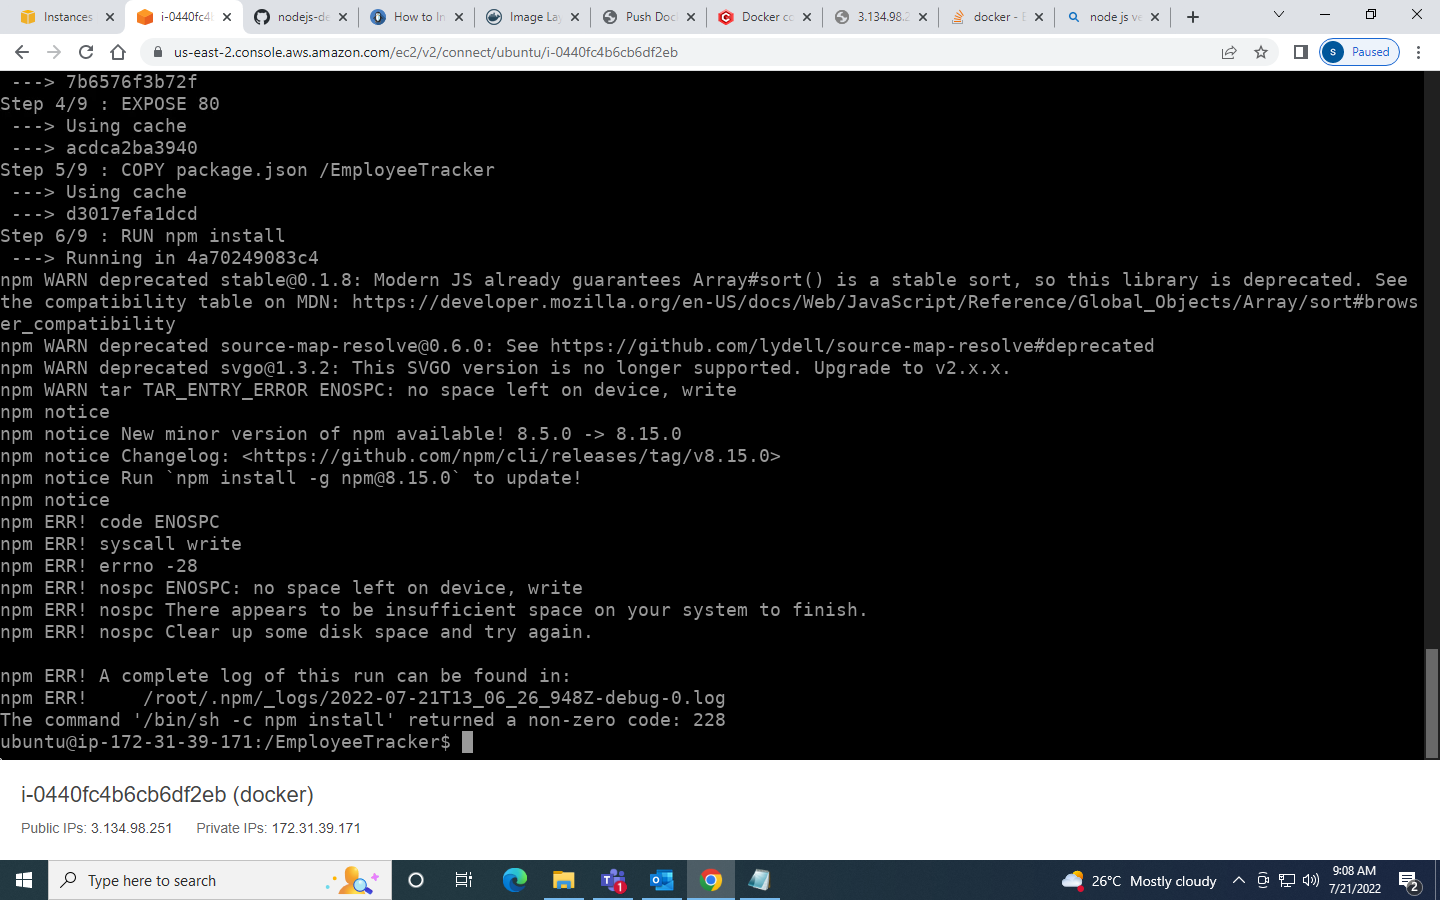 Instances
i-0440fc4
nodejs-de
How to In
Image Lay
Push Doc
Docker co
3.134.98.2
docker - E
node js ve
us-east-2.console.aws.amazon.com/ec2/v2/connect/ubuntu/i-0440fc4b6cb6df2eb
S Paused
---> 7b6576f3b72f
Step 4/9 : EXPOSE 80
---> Using cache
---> acdca2ba3940
Step 5/9 : COPY package.json /EmployeeTracker
---> Using cache
---> d3017efa1dcd
Step 6/9 : RUN npm install
---> Running in 4a70249083c4
npm WARN deprecated stable@0.1.8: Modern JS already guarantees Array#sort() is a stable sort, so this library is deprecated. See
the compatibility table on MDN: https://developer.mozilla.org/en-US/docs/Web/JavaScript/Reference/Global_Objects/Array/sort#brows
er_compatibility
npm WARN deprecated source-map-resolve@0.6.0: See https://github.com/lydell/source-map-resolve#deprecated
npm WARN deprecated svgo@1.3.2: This SVGO version is no longer supported. Upgrade to v2.x.x.
npm WARN tar TAR_ENTRY_ERROR ENOSPC: no space left on device, write
npm notice
npm notice New minor version of npm available! 8.5.0 -> 8.15.0
npm notice Changelog: <https://github.com/npm/cli/releases/tag/v8.15.0>
npm notice Run `npm install -g npm@8.15.0` to update!
npm notice
npm ERR! code ENOSPC
npm ERR! syscall write
npm ERR! errno -28
npm ERR! nospc ENOSPC: no space left on device, write
npm ERR! nospc There appears to be insufficient space on your system to finish.
npm ERR! nospc Clear up some disk space and try again.
npm ERR! A complete log of this run can be found in:
npm ERR!     /root/.npm/_logs/2022-07-21T13_06_26_948Z-debug-0.log
The command '/bin/sh -c npm install' returned a non-zero code: 228
ubuntu@ip-172-31-39-171:/EmployeeTracker$
i-0440fc4b6cb6df2eb (docker)
Public IPs: 3.134.98.251 Private IPs: 172.31.39.171
Type here to search
1
26°C Mostly cloudy
9:08 AM
7/21/2022
2